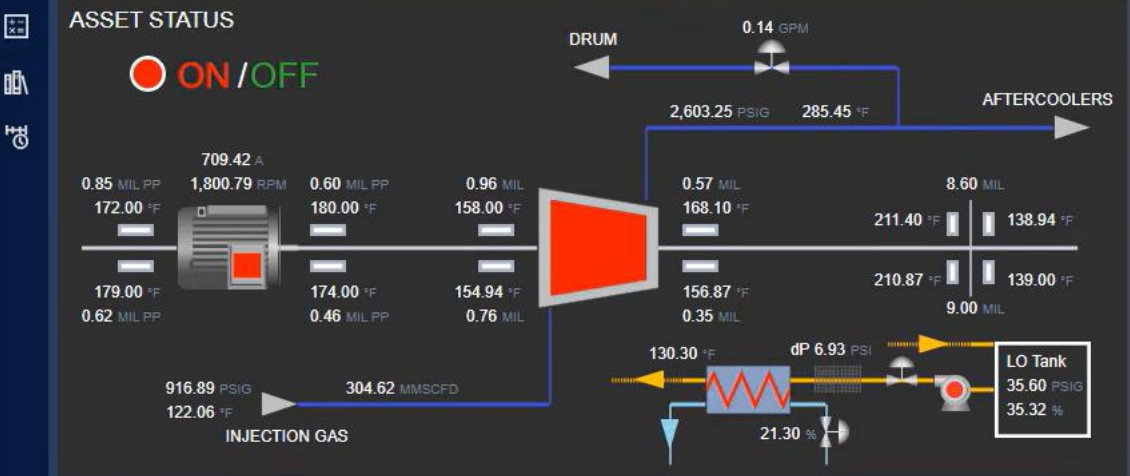 ASSET STATUS
ON /OFF
DRUM
0.14 GPM
AFTERCOOLERS
2,603.25 PSIG 285.45 °F
709.42 A
0.85 MIL PP 1,800.79 RPM 0.60 MIL PP 0.96 MIL 0.57 MIL 8.60 MIL
172.00 °F 180.00 °F 158.00 °F 168.10 °F
211.40 °F 138.94 °F
179.00 °F 174.00 °F 154.94 °F 156.87 °F 210.87 °F 139.00 °F
0.62 MIL PP 0.46 MIL PP 0.76 MIL 0.35 MIL 9.00 MIL
130.30 °F dP 6.93 PSI
LO Tank
35.60 PSIG
35.32 %
916.89 PSIG 304.62 MMSCFD
122.06 °F
INJECTION GAS
21.30 %